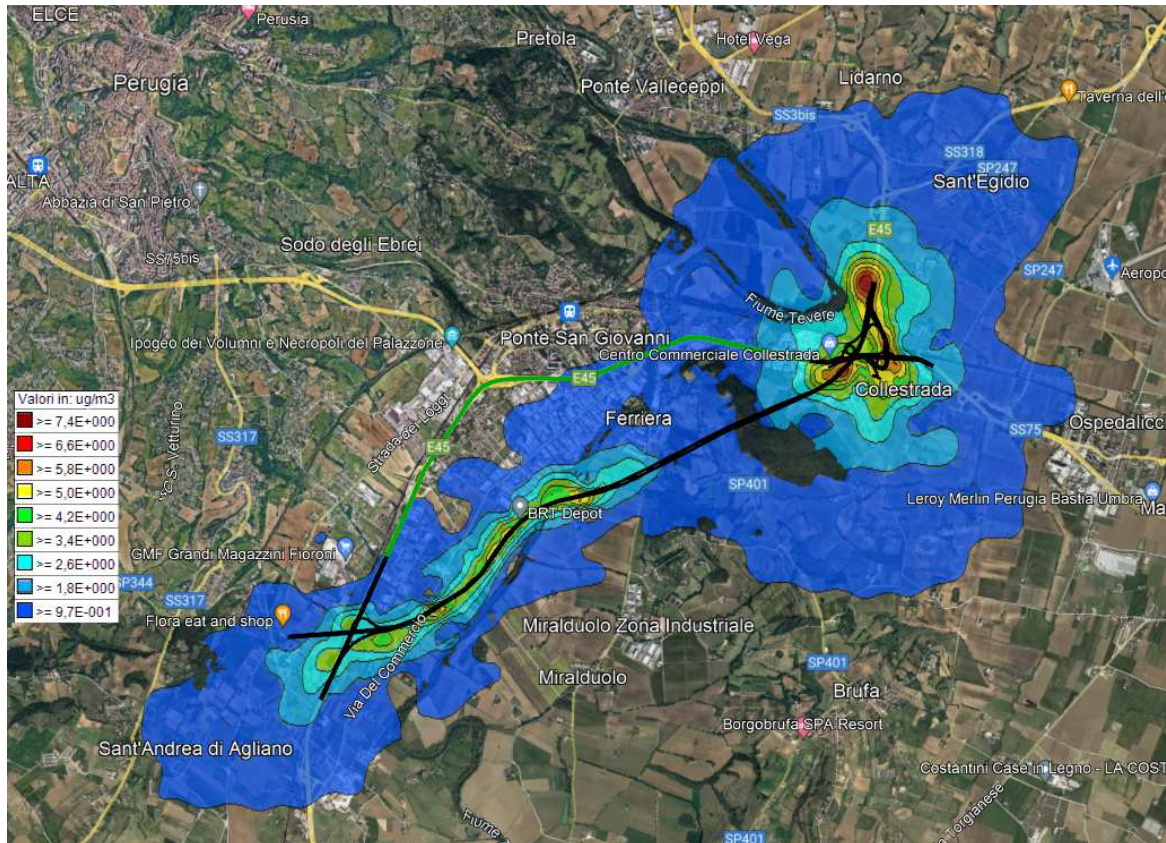 ELCE
Perusia
Pretola
Hotel Vega
Perugia
Ponte Valleceppi
Lidarno
Taverna dell'
SS3bis
ALTA
SS318
SP247
Abbazia di San Pietro
Sant'Egidio
Sodo degli Ebrei
E45
SS75bis
SP247
Aeropo
Fiume Tevere
Ipogeo dei Volumni e Necropoli del Palazzone
Ponte San Giovanni
Centro Commerciale Collestrada
E45
Collestrada
Valori in: ug/m3
>= 7,4E+000
>= 6,6E+000
>= 5,8E+000
>= 5,0E+000
>= 4,2E+000
>= 3,4E+000
>= 2,6E+000
>= 1,8E+000
>= 9,7E-001
Strada dei Loggi
Ferriera
Ospedalicci
SS317
E45
SS75
SP401
Leroy Merlin Perugia Bastia Umbra
Ma
BRT Depot
GMF Grandi Magazzini Fioroni
SP344
SS317
Flora eat and shop
Miralduolo Zona Industriale
Via Del Commercio
SP401
Miralduolo
Brufa
Borgobrufa SPA Resort
Sant'Andrea di Agliano
Costantini Case in Legno - LA COST
Torgianese
Fiume
SP401